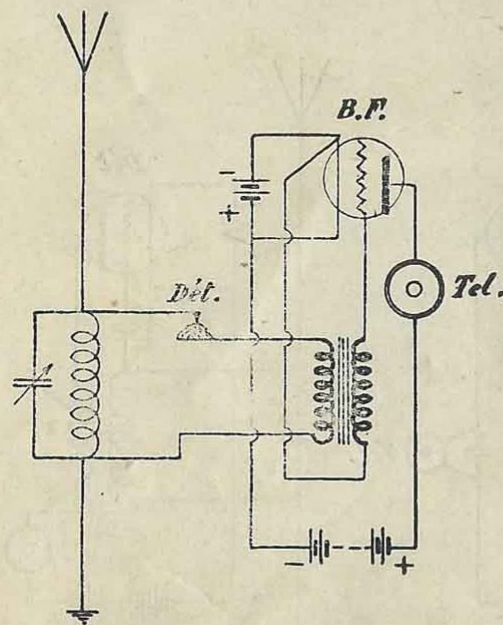 B.F.
-
+
Dét.
Tel.
- +